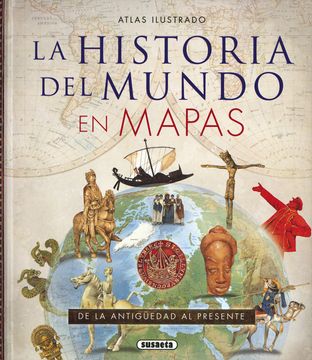 ATLAS ILUSTRADO
LA HISTORIA
DEL MUNDO
EN MAPAS
DE LA ANTIGÜEDAD AL PRESENTE
susaeta